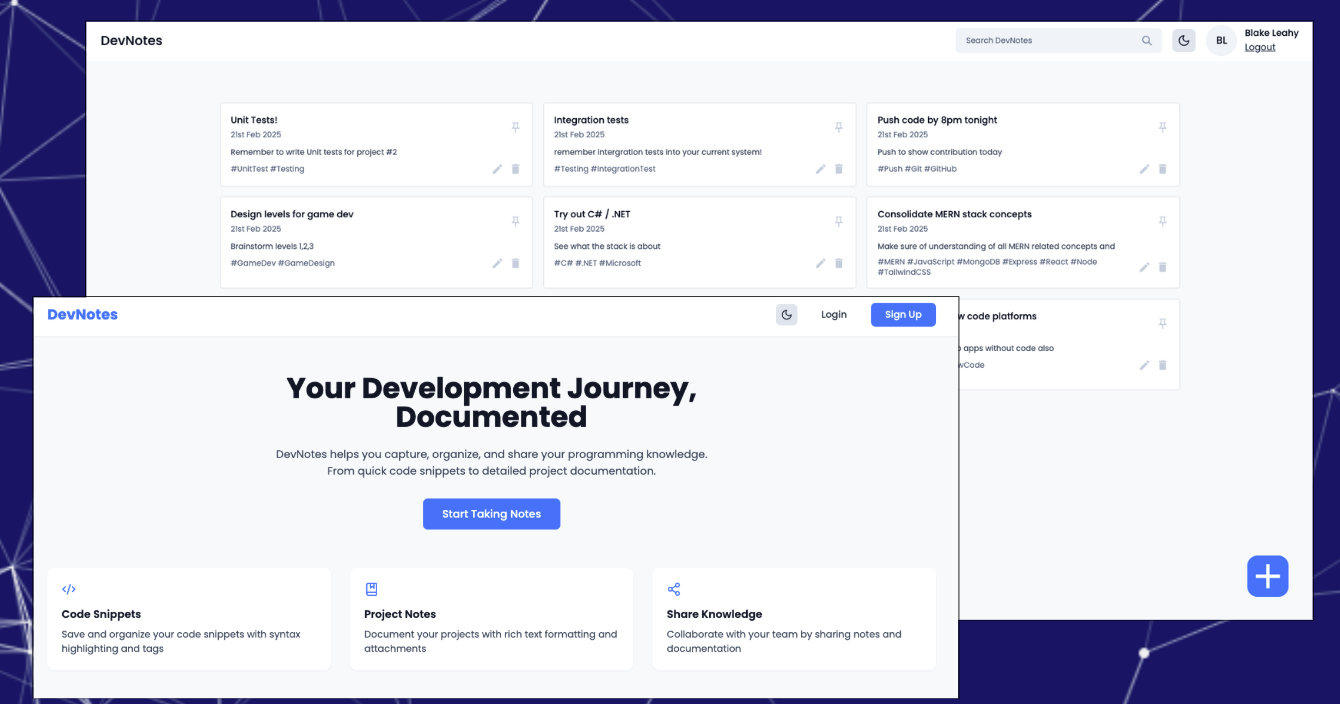 DevNotes
Search DevNotes
BL
Blake Leahy
Logout
Unit Tests!
21st Feb 2025
Remember to write Unit tests for project #2
#UnitTest #Testing
Integration tests
21st Feb 2025
remember intergration tests into your current system!
#Testing #IntegrationTest
Push code by 8pm tonight
21st Feb 2025
Push to show contribution today
#Push #Git #GitHub
Design levels for game dev
21st Feb 2025
Brainstorm levels 1,2,3
#GameDev #GameDesign
Try out C# / .NET
21st Feb 2025
See what the stack is about
#C# #.NET #Microsoft
Consolidate MERN stack concepts
21st Feb 2025
Make sure of understanding of all MERN related concepts and
#MERN #JavaScript #MongoDB #Express #React #Node
#TailwindCSS
w code platforms
apps without code also
wCode
DevNotes
Login
Sign Up
Your Development Journey,
Documented
DevNotes helps you capture, organize, and share your programming knowledge.
From quick code snippets to detailed project documentation.
Start Taking Notes
Code Snippets
Save and organize your code snippets with syntax
highlighting and tags
Project Notes
Document your projects with rich text formatting and
attachments
Share Knowledge
Collaborate with your team by sharing notes and
documentation